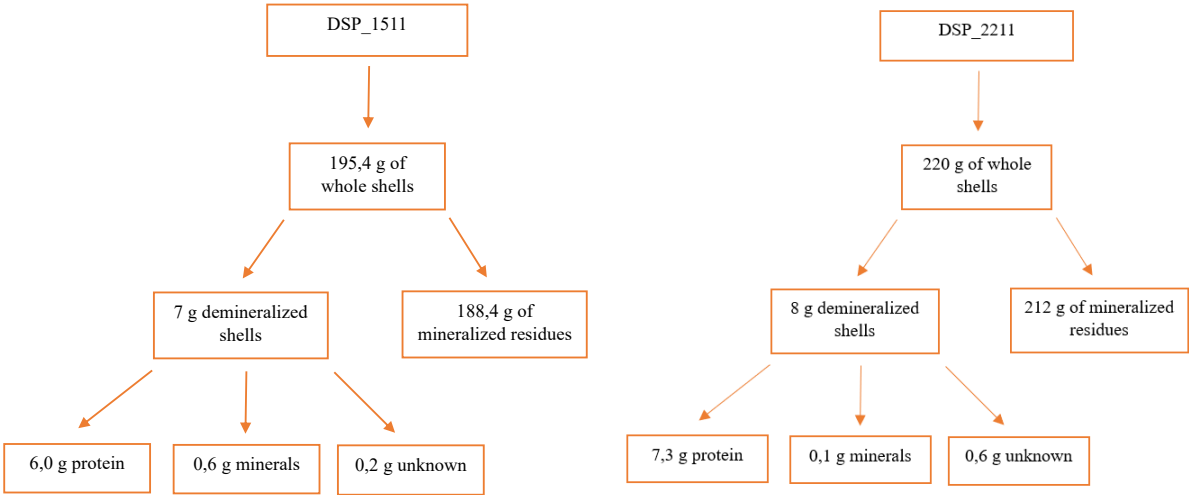 DSP_1511
195,4 g of
whole shells
7 g demineralized
shells
188,4 g of
mineralized residues
6,0 g protein
0,6 g minerals
0,2 g unknown
DSP_2211
220 g of whole
shells
8 g demineralized
shells
212 g of mineralized
residues
7,3 g protein
0,1 g minerals
0,6 g unknown